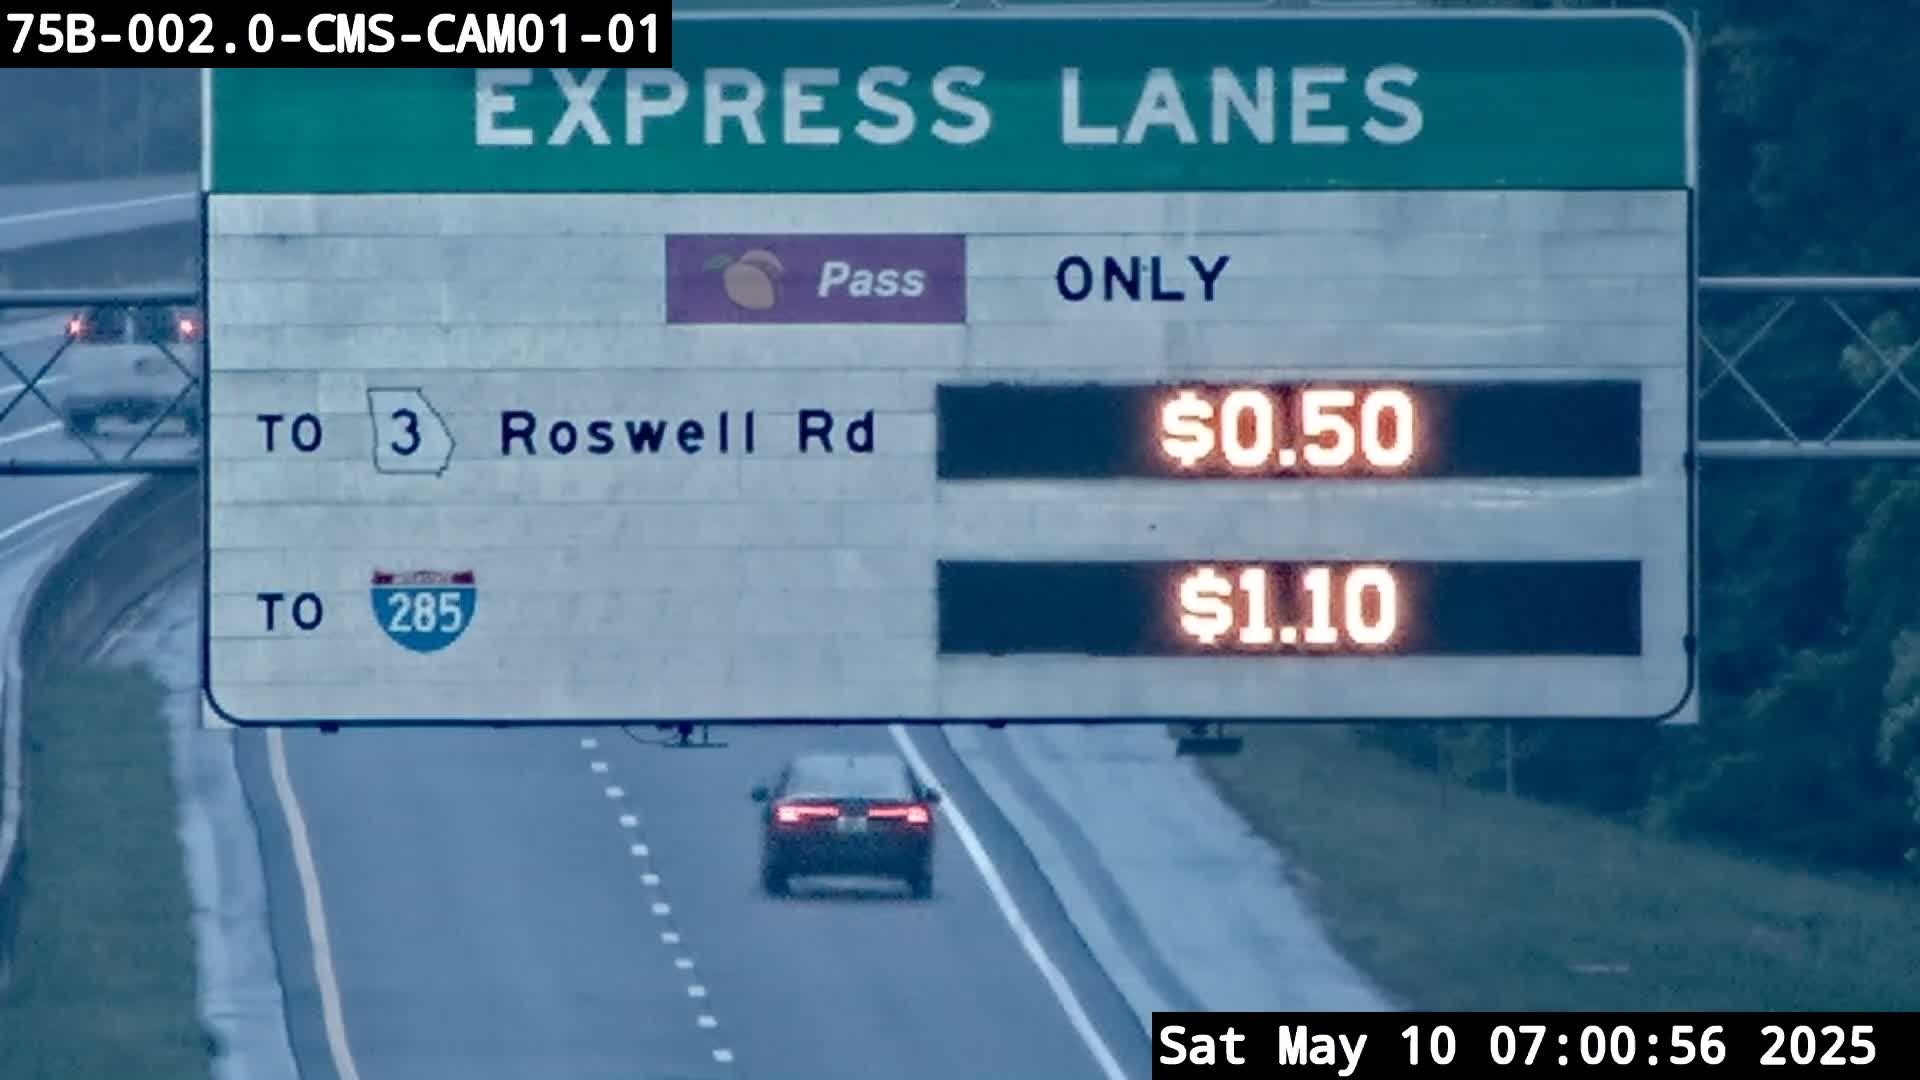 75B-002.0-CMS-CAM01-01
EXPRESS LANES
Pass ONLY
TO 3 Roswell Rd $0.50
TO 285 $1.10
Sat May 10 07:00:56 2025